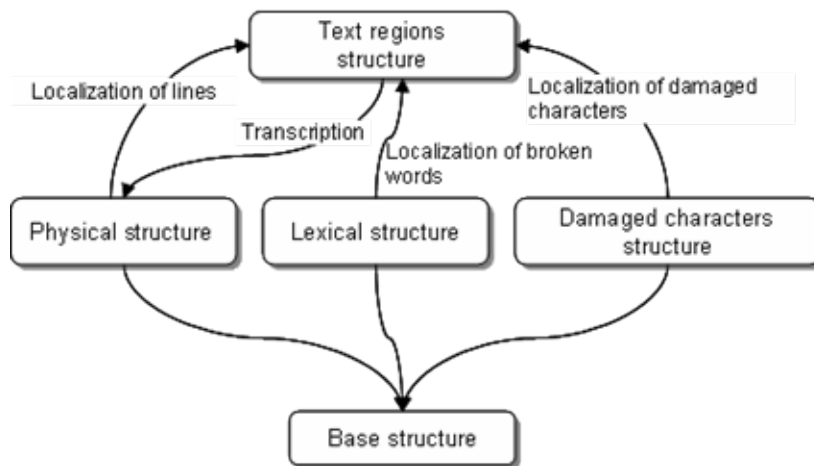 Text regions
structure
Localization of lines
Localization of damaged
characters
Transcription
Localization of broken
words
Physical structure
Lexical structure
Damaged characters
structure
Base structure